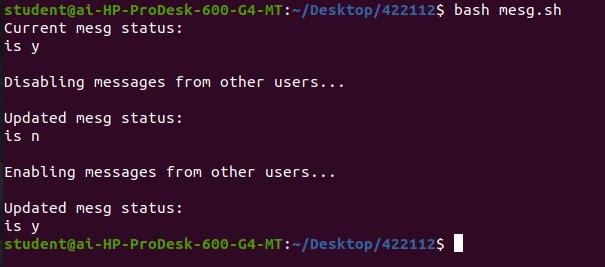 student@ai-HP-ProDesk-600-G4-MT:~/Desktop/422112$ bash mesg.sh
Current mesg status:
is y
Disabling messages from other users...
Updated mesg status:
is n
Enabling messages from other users...
Updated mesg status:
is y
student@ai-HP-ProDesk-600-G4-MT:~/Desktop/422112$